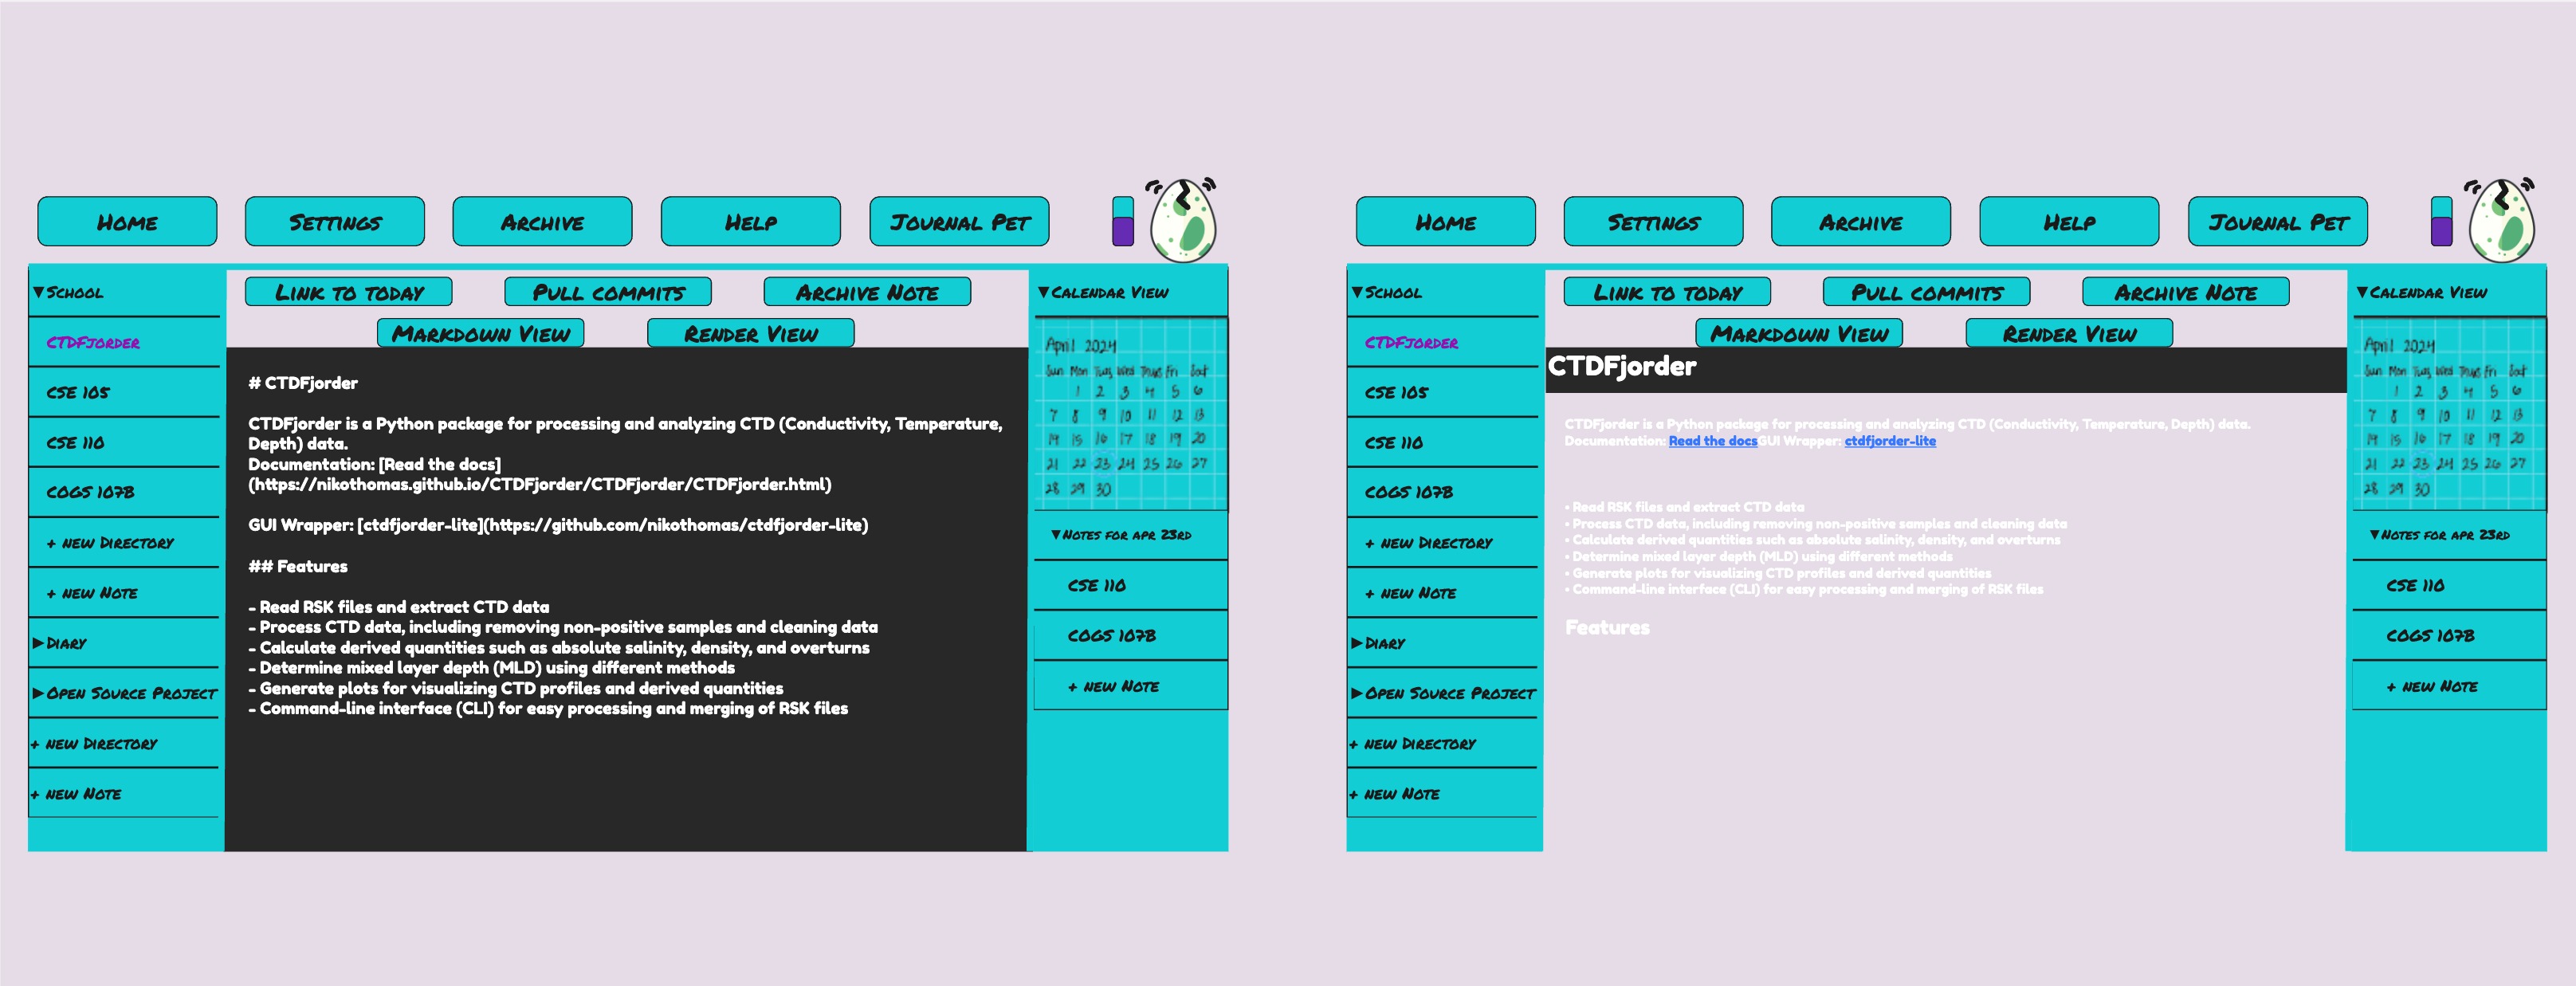 Home
Settings
Archive
Help
Journal Pet
▼School
CTDFjorder
CSE 105
CSE 110
COGS 107B
+ new Directory
+ new Note
▶Diary
▶Open Source Project
+ new Directory
+ new Note
Link to today
Pull commits
Archive Note
Markdown View
Render View
# CTDFjorder
CTDFjorder is a Python package for processing and analyzing CTD (Conductivity, Temperature,
Depth) data.
Documentation: [Read the docs]
(https://nikothomas.github.io/CTDFjorder/CTDFjorder/CTDFjorder.html)
GUI Wrapper: [ctdfjorder-lite](https://github.com/nikothomas/ctdfjorder-lite)
## Features
- Read RSK files and extract CTD data
- Process CTD data, including removing non-positive samples and cleaning data
- Calculate derived quantities such as absolute salinity, density, and overturns
- Determine mixed layer depth (MLD) using different methods
- Generate plots for visualizing CTD profiles and derived quantities
- Command-line interface (CLI) for easy processing and merging of RSK files
▼Calendar View
April 2024
Sun Mon Tues Wed Thurs Fri Sat
1 2 3 4 5 6
7 8 9 10 11 12 13
14 15 16 17 18 19 20
21 22 23 24 25 26 27
28 29 30
▼Notes for apr 23rd
CSE 110
COGS 107B
+ new Note
Home
Settings
Archive
Help
Journal Pet
▼School
CTDFjorder
CSE 105
CSE 110
COGS 107B
+ new Directory
+ new Note
▶Diary
▶Open Source Project
+ new Directory
+ new Note
Link to today
Pull commits
Archive Note
Markdown View
Render View
CTDFjorder
CTDFjorder is a Python package for processing and analyzing CTD (Conductivity, Temperature, Depth) data.
Documentation: Read the docsGUI Wrapper: ctdfjorder-lite
• Read RSK files and extract CTD data
• Process CTD data, including removing non-positive samples and cleaning data
• Calculate derived quantities such as absolute salinity, density, and overturns
• Determine mixed layer depth (MLD) using different methods
• Generate plots for visualizing CTD profiles and derived quantities
• Command-line interface (CLI) for easy processing and merging of RSK files
Features
▼Calendar View
April 2024
Sun Mon Tues Wed Thurs Fri Sat
1 2 3 4 5 6
7 8 9 10 11 12 13
14 15 16 17 18 19 20
21 22 23 24 25 26 27
28 29 30
▼Notes for apr 23rd
CSE 110
COGS 107B
+ new Note